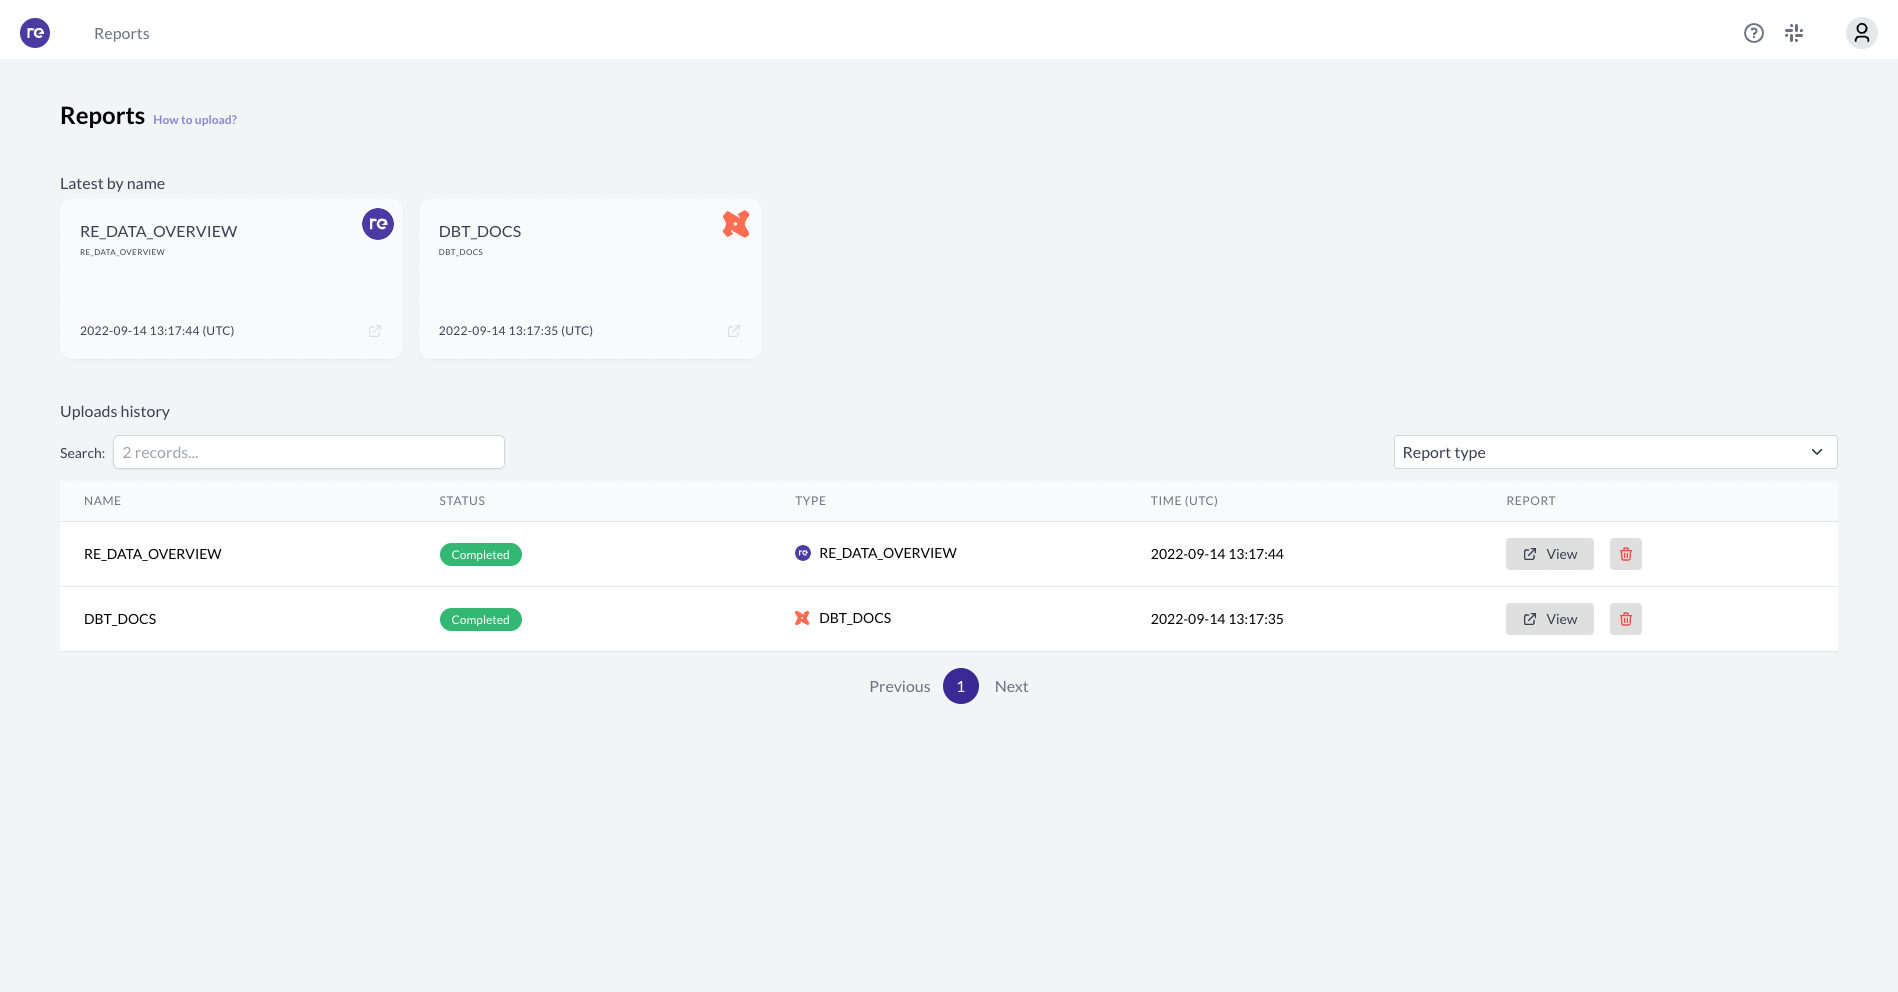 re Reports
Reports How to upload?
Latest by name
RE_DATA_OVERVIEW re
RE_DATA_OVERVIEW
2022-09-14 13:17:44 (UTC)
DBT_DOCS
DBT_DOCS
2022-09-14 13:17:35 (UTC)
Uploads history
Search: 2 records... Report type
NAME STATUS TYPE TIME (UTC) REPORT
RE_DATA_OVERVIEW Completed re RE_DATA_OVERVIEW 2022-09-14 13:17:44 View
DBT_DOCS Completed DBT_DOCS 2022-09-14 13:17:35 View
Previous 1 Next